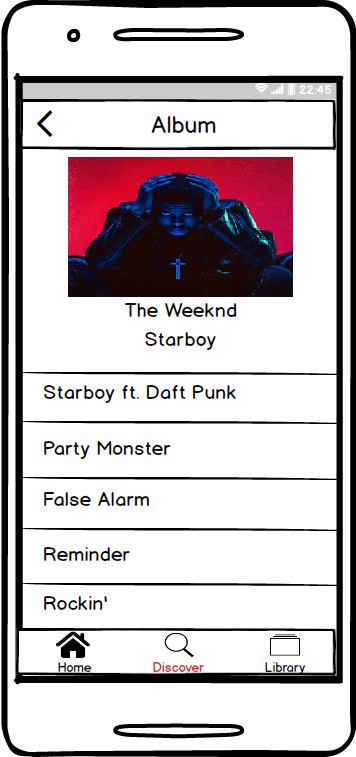 22:45
Album
The Weeknd
Starboy
Starboy ft. Daft Punk
Party Monster
False Alarm
Reminder
Rockin'
Home Discover Library